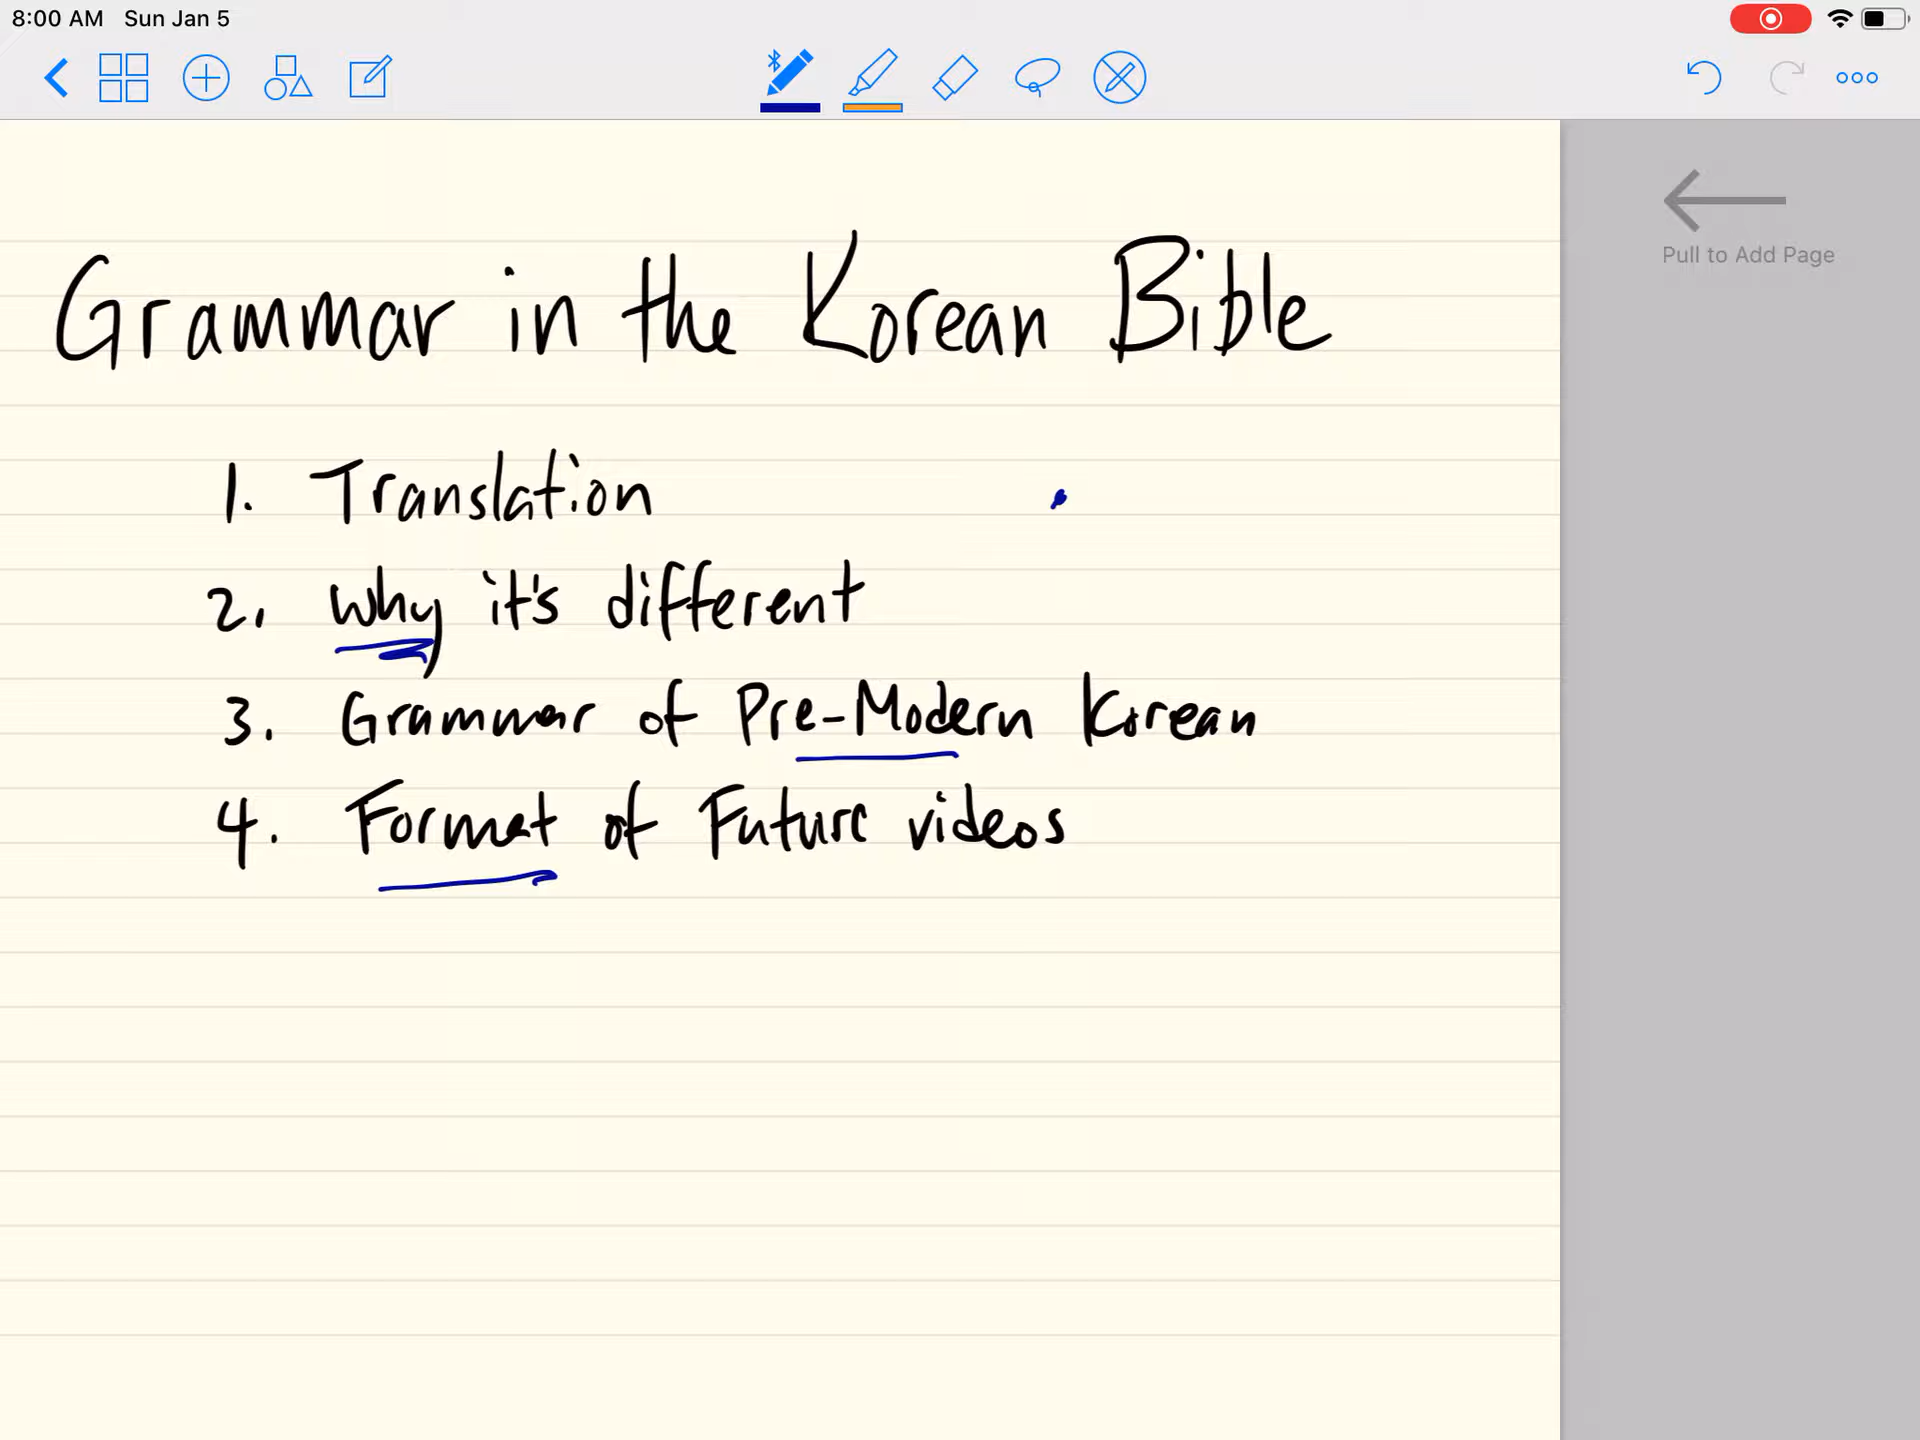 8:00 AM Sun Jan 5
Pull to Add Page
Grammar in the Korean Bible
1. Translation
2. Why it's different
3. Grammar of Pre-Modern Korean
4. Format of Future videos